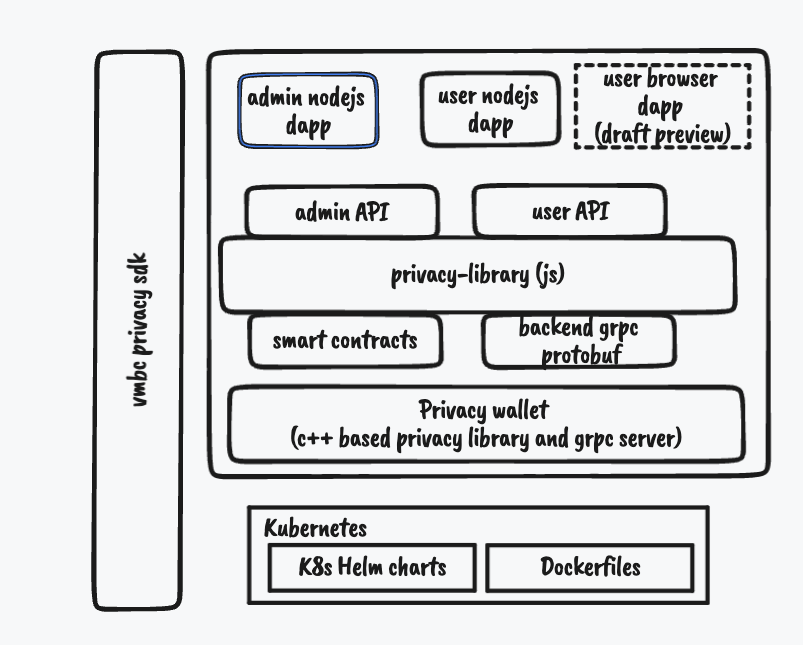 vmbc privacy sdk
admin nodejs
dapp
user nodejs
dapp
user browser
dapp
(draft preview)
admin API
user API
privacy-library (js)
smart contracts
backend grpc
protobuf
Privacy wallet
(c++ based privacy library and grpc server)
Kubernetes
K8s Helm charts
Dockerfiles